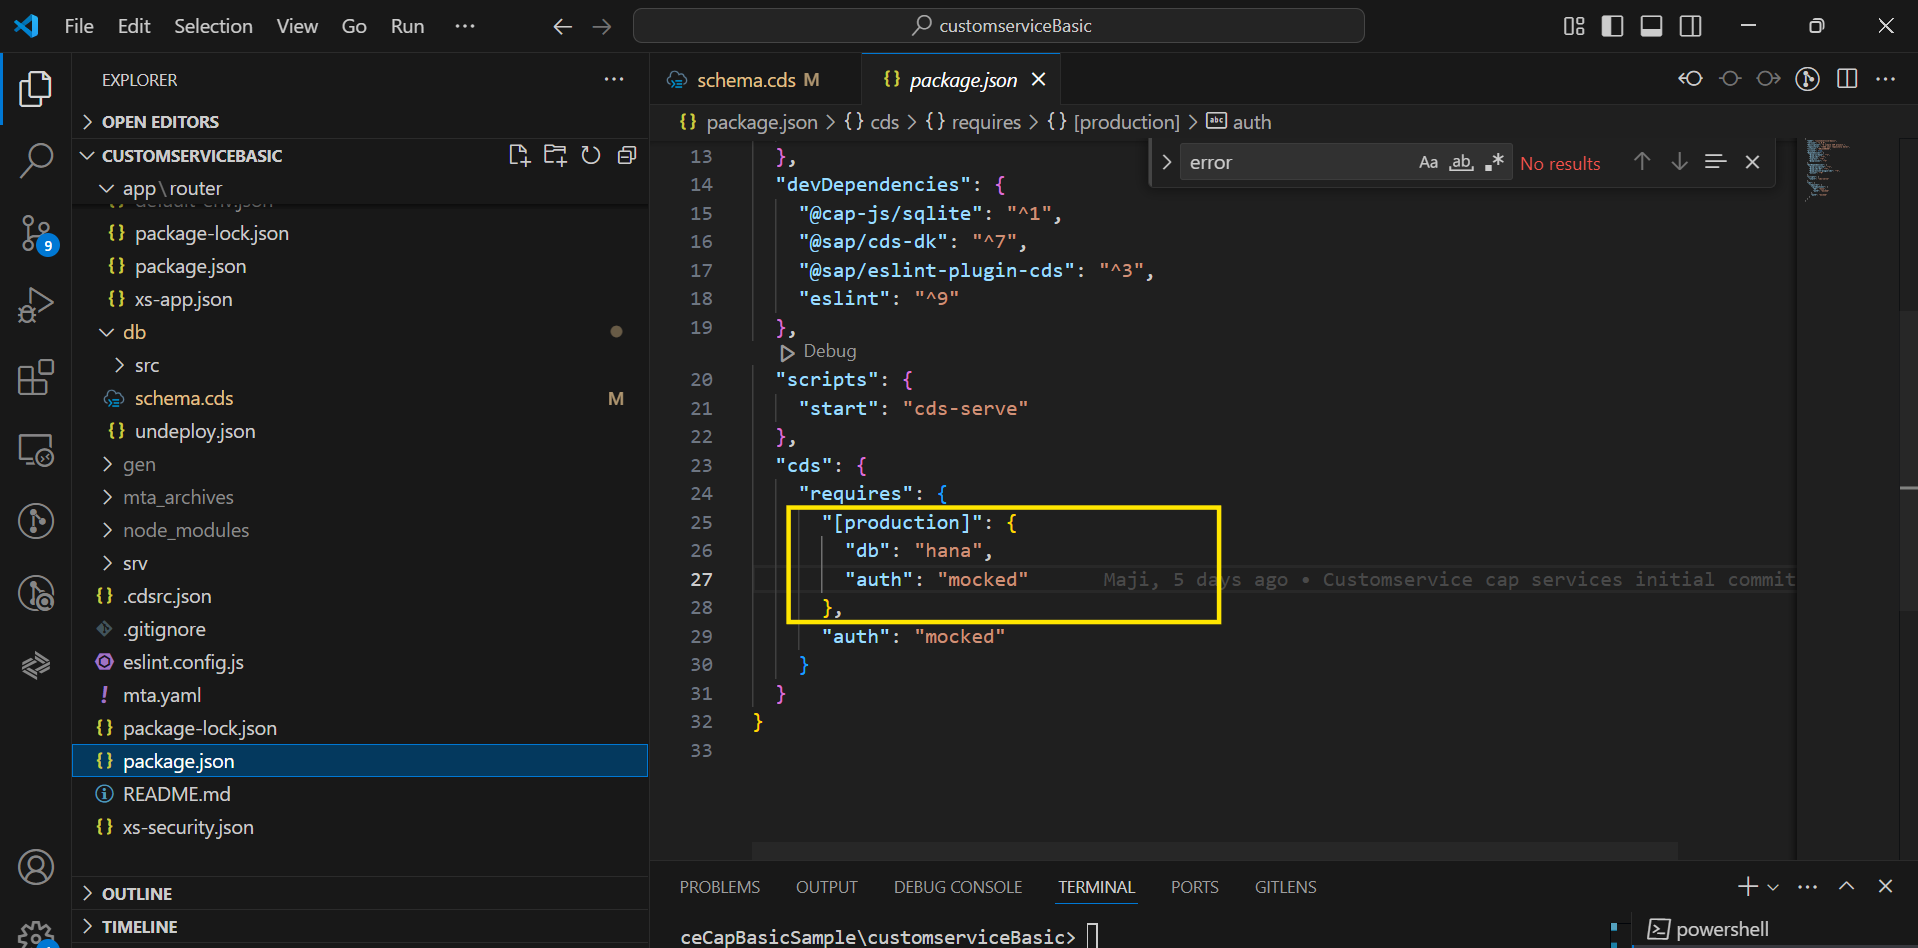 File Edit Selection View Go Run ···
customserviceBasic
EXPLORER
OPEN EDITORS
CUSTOMSERVICEBASIC
app\router
default-env.json
package-lock.json
package.json
xs-app.json
db
src
schema.cds M
undeploy.json
gen
mta_archives
node_modules
srv
.cdsrc.json
.gitignore
eslint.config.js
mta.yaml
package-lock.json
package.json
README.md
xs-security.json
OUTLINE
TIMELINE
9
schema.cds M
package.json
package.json > {} cds > {} requires > {} [production] > abc auth
error Aa ab .* No results
13 },
14 "devDependencies": {
15 "@cap-js/sqlite": "^1",
16 "@sap/cds-dk": "^7",
17 "@sap/eslint-plugin-cds": "^3",
18 "eslint": "^9"
19 },
Debug
20 "scripts": {
21 "start": "cds-serve"
22 },
23 "cds": {
24 "requires": {
25 "[production]": {
26 "db": "hana",
27 "auth": "mocked" Maji, 5 days ago • Customservice cap services initial commit
28 },
29 "auth": "mocked"
30 }
31 }
32 }
33
PROBLEMS OUTPUT DEBUG CONSOLE TERMINAL PORTS GITLENS
ceCapBasicSample\customserviceBasic>
powershell